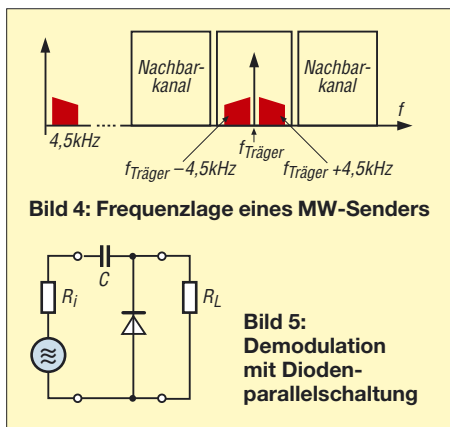 Nachbar-
kanal
Nachbar-
kanal
f
4,5kHz
fTräger
fTräger –4,5kHz
fTräger +4,5kHz
Bild 4: Frequenzlage eines MW-Senders
C
Ri
RL
Bild 5:
Demodulation
mit Dioden-
parallelschaltung